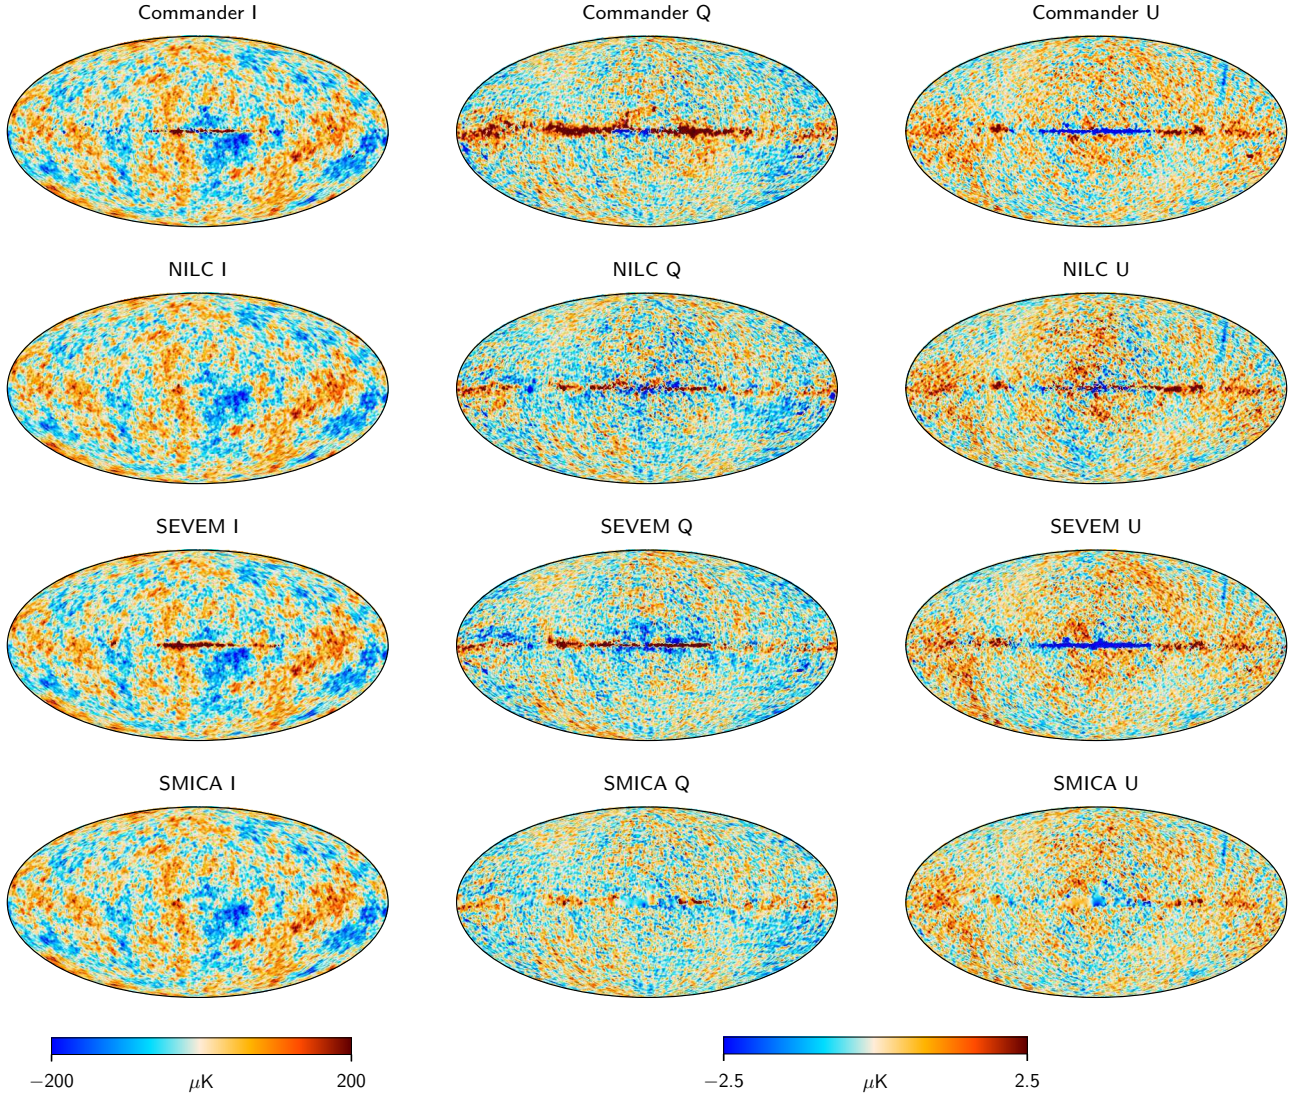 Commander I
Commander Q
Commander U
NILC I
NILC Q
NILC U
SEVEM I
SEVEM Q
SEVEM U
SMICA I
SMICA Q
SMICA U
−200 μK 200
−2.5 μK 2.5